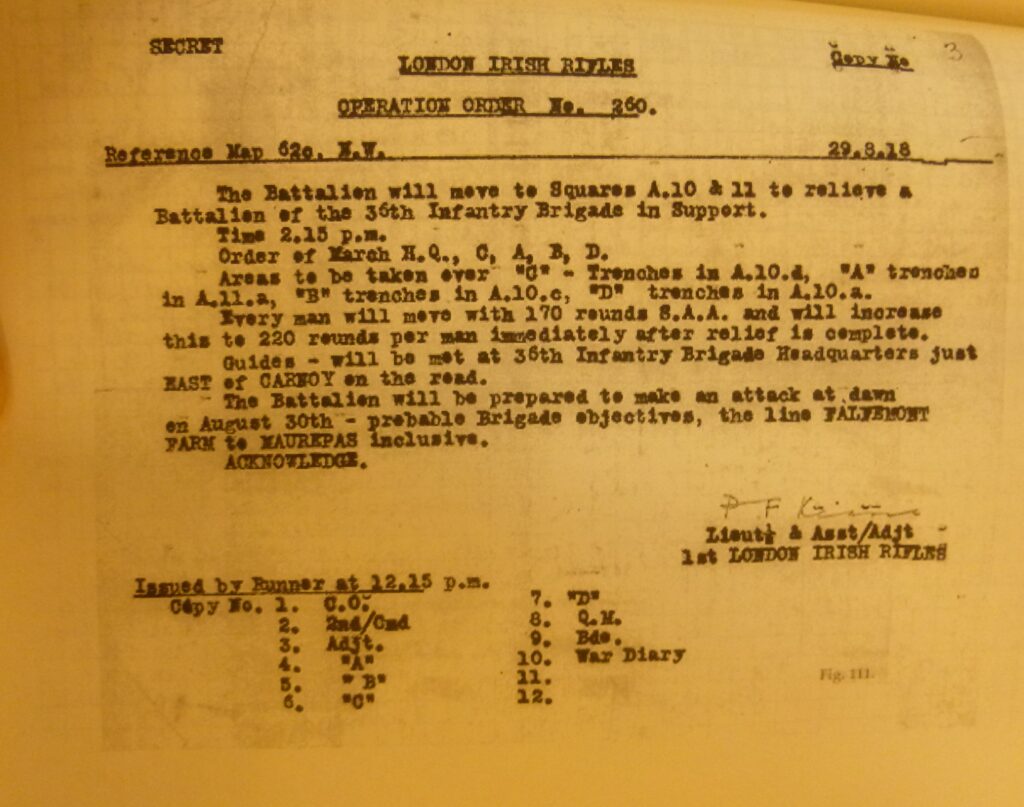 SECRET
LONDON IRISH RIFLES
Copy No 3
OPERATION ORDER No. 260.
Reference Map 62c. N.W. 29.8.18
The Battalion will move to Squares A.10 & 11 to relieve a
Battalion of the 36th Infantry Brigade in Support.
Time 2.15 p.m.
Order of March H.Q., C, A, B, D.
Areas to be taken over "C" - Trenches in A.10.d, "A" trenches
in A.11.a, "B" trenches in A.10.c, "D" trenches in A.10.a.
Every man will move with 170 rounds S.A.A. and will increase
this to 220 rounds per man immediately after relief is complete.
Guides - will be met at 36th Infantry Brigade Headquarters just
EAST of CARNOY on the road.
The Battalion will be prepared to make an attack at dawn
on August 30th - probable Brigade objectives, the line FALFEMONT
FARM to MAUREPAS inclusive.
ACKNOWLEDGE.
P F
Lieut & Asst/Adjt
1st LONDON IRISH RIFLES
Issued by Runner at 12.15 p.m.
Copy No. 1. C.O.
2. 2nd/Cmd
3. Adjt.
4. "A"
5. "B"
6. "C"
7. "D"
8. Q.M.
9. Bde.
10. War Diary
11.
12.
Fig. III.